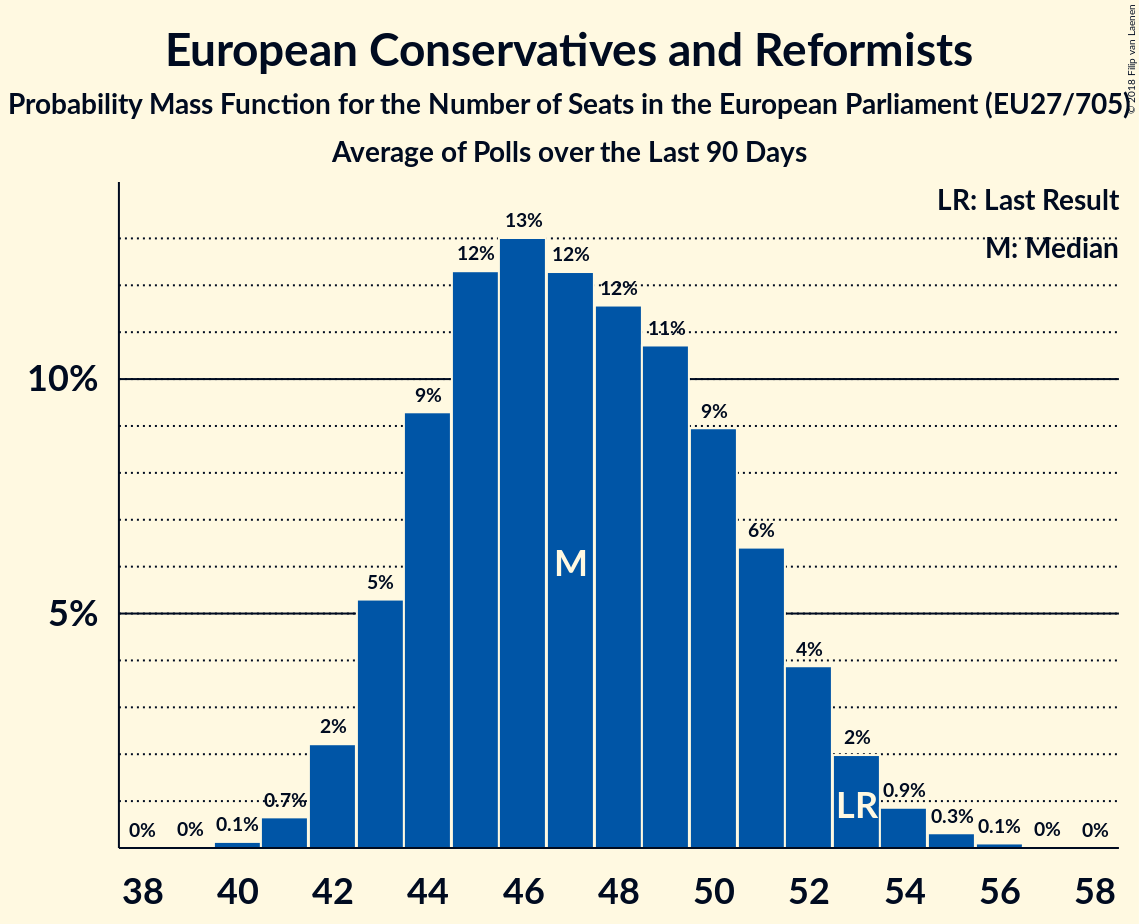 European Conservatives and Reformists
Probability Mass Function for the Number of Seats in the European Parliament (EU27/705)
Average of Polls over the Last 90 Days
© 2018 Filip van Laenen
LR: Last Result
M: Median
13%
12% 12%
12%
11%
10%
9%
9%
6%
M
5%
5%
4%
2%
2%
LR
0.7% 0.9%
0% 0% 0.1% 0.3% 0.1% 0% 0%
38 40 42 44 46 48 50 52 54 56 58